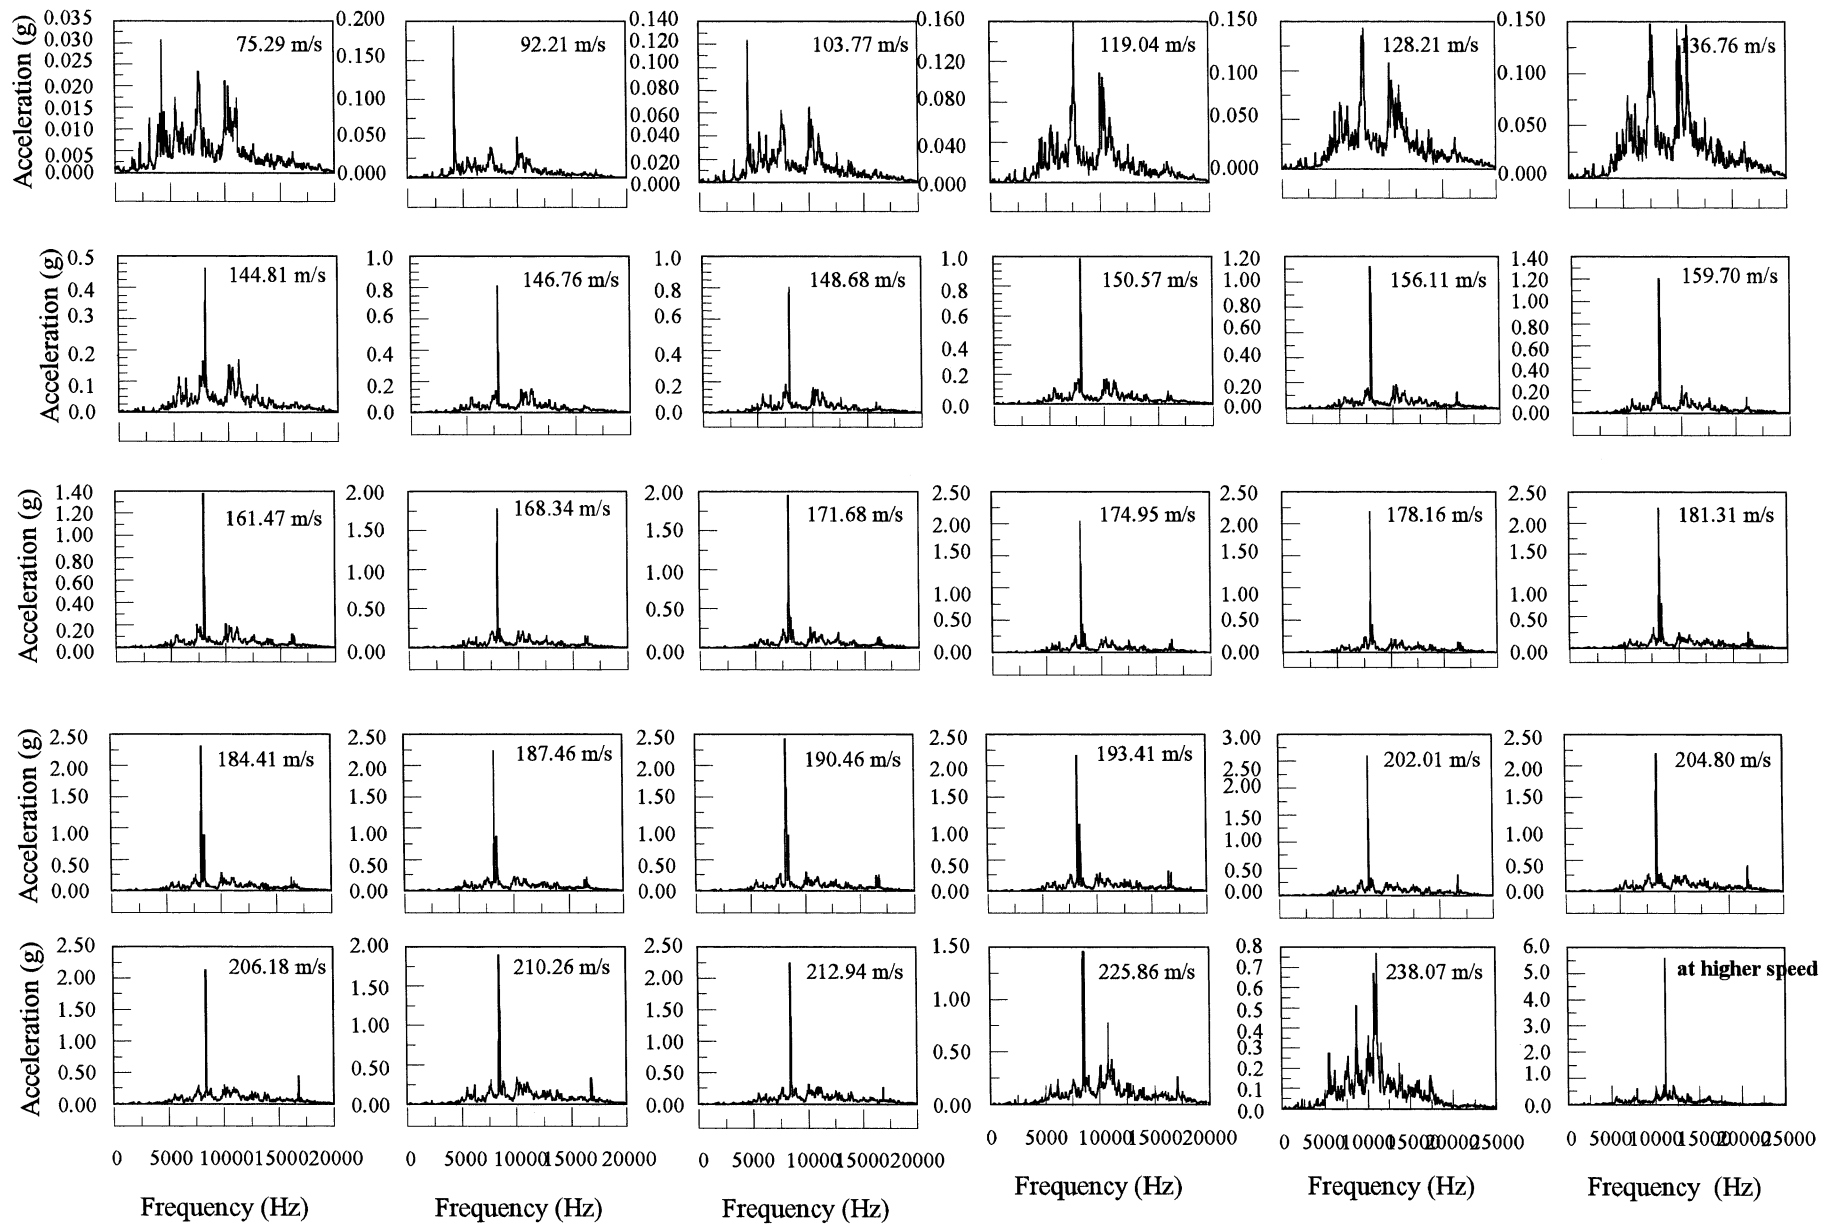 Acceleration (g)
0.035 0.030 0.025 0.020 0.015 0.010 0.005 0.000
75.29 m/s
0.200 0.150 0.100 0.050 0.000
92.21 m/s
0.140 0.120 0.100 0.080 0.060 0.040 0.020 0.000
103.77 m/s
0.160 0.120 0.080 0.040 0.000
119.04 m/s
0.150 0.100 0.050 0.000
128.21 m/s
0.150 0.100 0.050 0.000
136.76 m/s
Acceleration (g)
0.5 0.4 0.3 0.2 0.1 0.0
144.81 m/s
1.0 0.8 0.6 0.4 0.2 0.0
146.76 m/s
1.0 0.8 0.6 0.4 0.2 0.0
148.68 m/s
1.0 0.8 0.6 0.4 0.2 0.0
150.57 m/s
1.20 1.00 0.80 0.60 0.40 0.20 0.00
156.11 m/s
1.40 1.20 1.00 0.80 0.60 0.40 0.20 0.00
159.70 m/s
Acceleration (g)
1.40 1.20 1.00 0.80 0.60 0.40 0.20 0.00
161.47 m/s
2.00 1.50 1.00 0.50 0.00
168.34 m/s
2.00 1.50 1.00 0.50 0.00
171.68 m/s
2.50 2.00 1.50 1.00 0.50 0.00
174.95 m/s
2.50 2.00 1.50 1.00 0.50 0.00
178.16 m/s
2.50 2.00 1.50 1.00 0.50 0.00
181.31 m/s
Acceleration (g)
2.50 2.00 1.50 1.00 0.50 0.00
184.41 m/s
2.50 2.00 1.50 1.00 0.50 0.00
187.46 m/s
2.50 2.00 1.50 1.00 0.50 0.00
190.46 m/s
2.50 2.00 1.50 1.00 0.50 0.00
193.41 m/s
3.00 2.50 2.00 1.50 1.00 0.50 0.00
202.01 m/s
2.50 2.00 1.50 1.00 0.50 0.00
204.80 m/s
Acceleration (g)
2.50 2.00 1.50 1.00 0.50 0.00
206.18 m/s
2.00 1.50 1.00 0.50 0.00
210.26 m/s
2.50 2.00 1.50 1.00 0.50 0.00
212.94 m/s
1.50 1.00 0.50 0.00
225.86 m/s
0.8 0.7 0.6 0.5 0.4 0.3 0.2 0.1 0.0
238.07 m/s
6.0 5.0 4.0 3.0 2.0 1.0 0.0
at higher speed
0 5000 10000 15000 20000
0 5000 10000 15000 20000
0 5000 10000 15000 20000
0 5000 10000 15000 20000
0 5000 10000 15000 20000 25000
0 5000 10000 15000 20000 25000
Frequency (Hz)
Frequency (Hz)
Frequency (Hz)
Frequency (Hz)
Frequency (Hz)
Frequency (Hz)